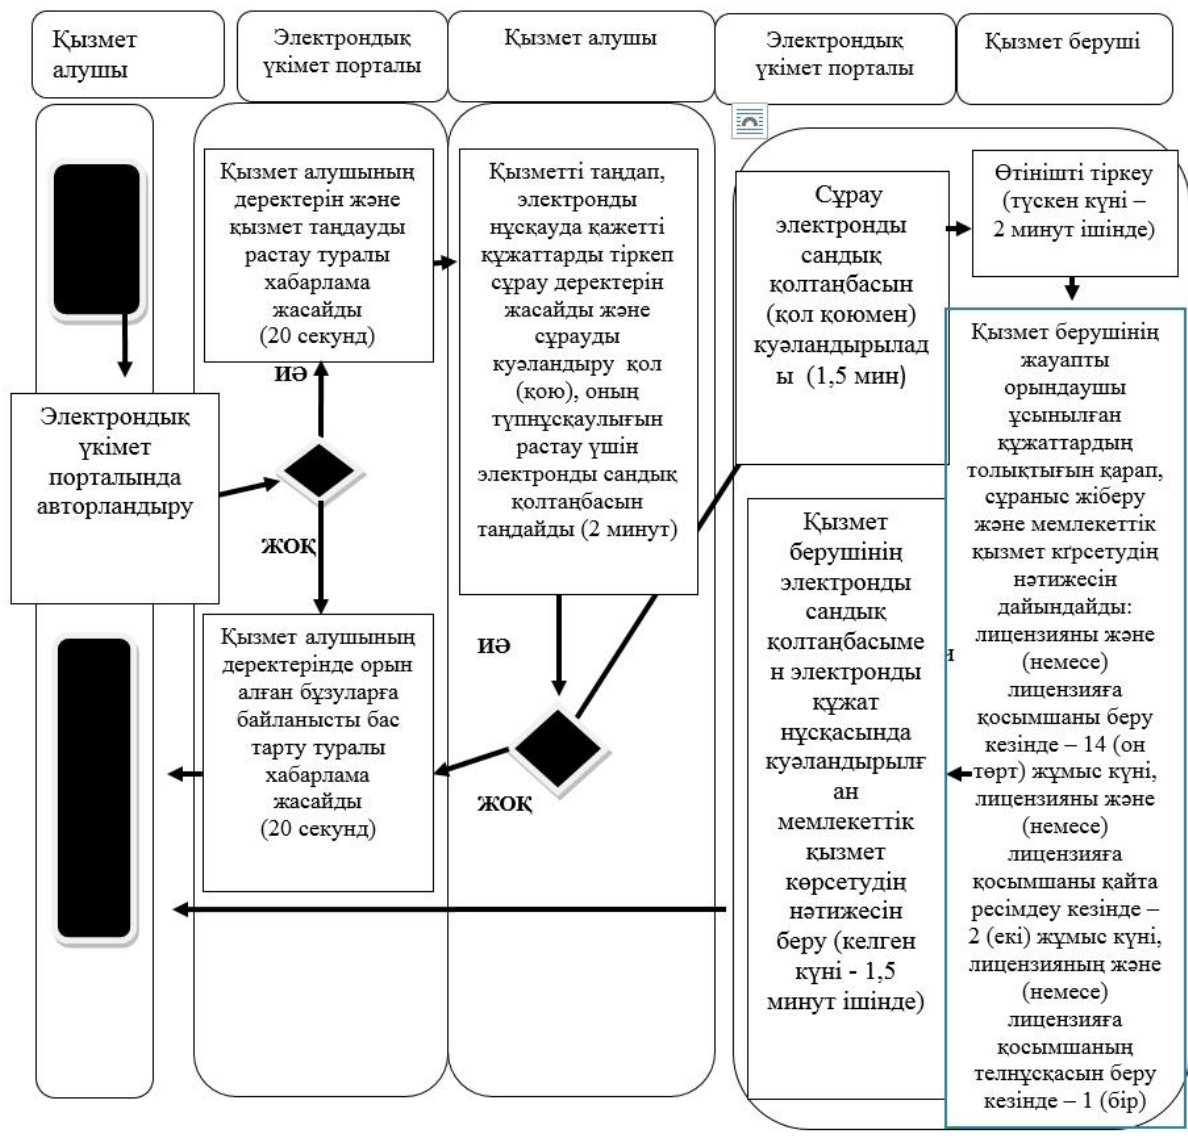 Қызмет
алушы
Электрондық
үкімет порталы
Қызмет алушы
Электрондық
үкімет порталы
Қызмет беруші
Электрондық
үкімет
порталында
авторландыру
Қызмет алушының
деректерін және
қызмет таңдауды
растау туралы
хабарлама
жасайды
(20 секунд)
ИӘ
ЖОҚ
Қызмет алушының
деректерінде орын
алған бұзуларға
байланысты бас
тарту туралы
хабарлама
жасайды
(20 секунд)
Қызметті таңдап,
электронды
нұсқауда қажетті
құжаттарды тіркеп
сұрау деректерін
жасайды және
сұрауды
куәландыру қол
(қою), оның
түпнұсқаулығын
растау үшін
электронды сандық
қолтаңбасын
таңдайды (2 минут)
ИӘ
ЖОҚ
Сұрау
электронды
сандық
қолтаңбасын
(қол қоюмен)
куәландырылад
ы (1,5 мин)
Өтінішті тіркеу
(түскен күні –
2 минут ішінде)
Қызмет берушінің
жауапты
орындаушы
ұсынылған
құжаттардың
толықтығын қарап,
сұраныс жіберу
және мемлекеттік
қызмет кґрсетудің
нәтижесін
дайындайды:
лицензияны және
(немесе)
лицензияға
қосымшаны беру
кезінде – 14 (он
төрт) жұмыс күні,
лицензияны және
(немесе)
лицензияға
қосымшаны қайта
ресімдеу кезінде –
2 (екі) жұмыс күні,
лицензияның және
(немесе)
лицензияға
қосымшаның
телнұсқасын беру
кезінде – 1 (бір)
Қызмет
берушінің
электронды
сандық
қолтаңбасыме
н электронды
құжат
нұсқасында
куәландырылғ
ан
мемлекеттік
қызмет
көрсетудің
нәтижесін
беру (келген
күні - 1,5
минут ішінде)